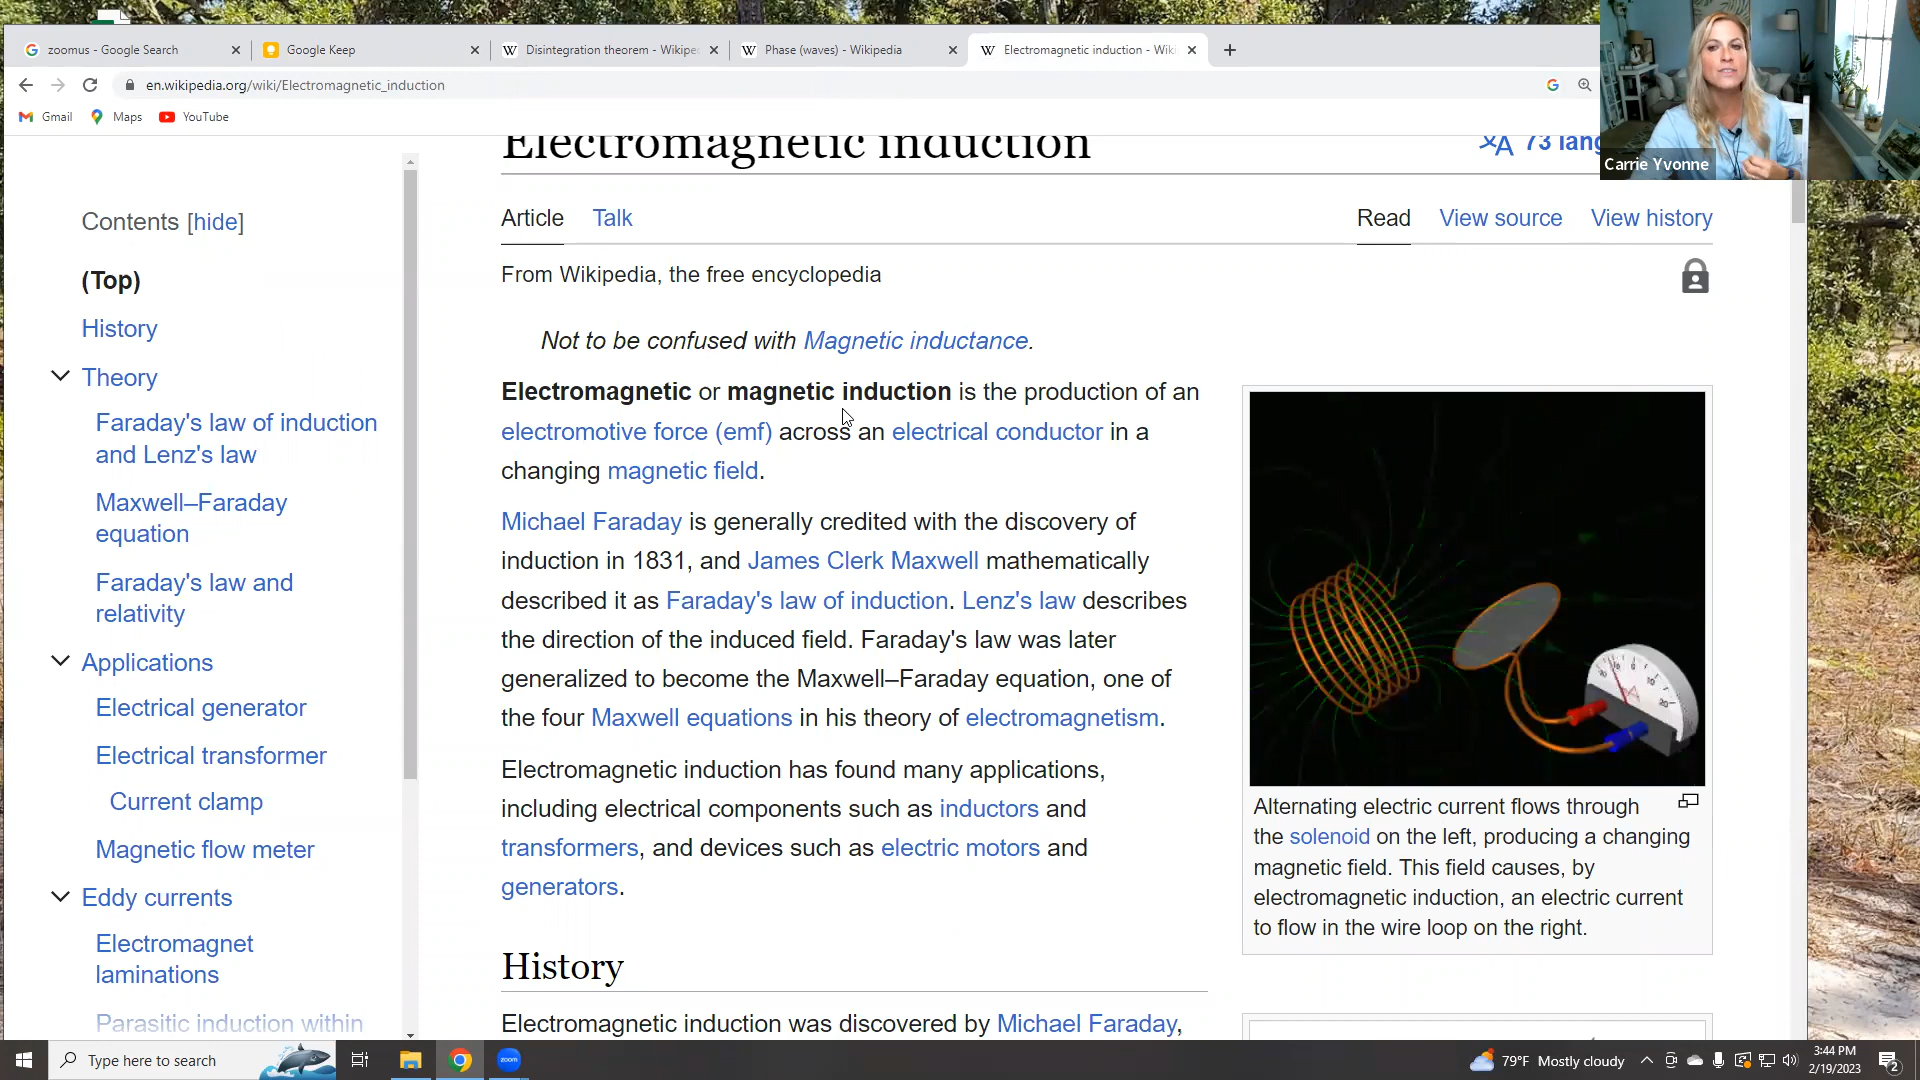 zoomus - Google Search
Google Keep
Disintegration theorem - Wikipe
Phase (waves) - Wikipedia
Electromagnetic induction - Wik
en.wikipedia.org/wiki/Electromagnetic_induction
Gmail
Maps
YouTube
Carrie Yvonne
Electromagnetic induction
73 lang
Contents [hide]
(Top)
History
Theory
Faraday's law of induction
and Lenz's law
Maxwell–Faraday
equation
Faraday's law and
relativity
Applications
Electrical generator
Electrical transformer
Current clamp
Magnetic flow meter
Eddy currents
Electromagnet
laminations
Parasitic induction within
Article
Talk
Read
View source
View history
From Wikipedia, the free encyclopedia
Not to be confused with Magnetic inductance.
Electromagnetic or magnetic induction is the production of an
electromotive force (emf) across an electrical conductor in a
changing magnetic field.
Michael Faraday is generally credited with the discovery of
induction in 1831, and James Clerk Maxwell mathematically
described it as Faraday's law of induction. Lenz's law describes
the direction of the induced field. Faraday's law was later
generalized to become the Maxwell–Faraday equation, one of
the four Maxwell equations in his theory of electromagnetism.
Electromagnetic induction has found many applications,
including electrical components such as inductors and
transformers, and devices such as electric motors and
generators.
History
Electromagnetic induction was discovered by Michael Faraday,
Alternating electric current flows through
the solenoid on the left, producing a changing
magnetic field. This field causes, by
electromagnetic induction, an electric current
to flow in the wire loop on the right.
Type here to search
zoom
79°F Mostly cloudy
3:44 PM
2/19/2023
2